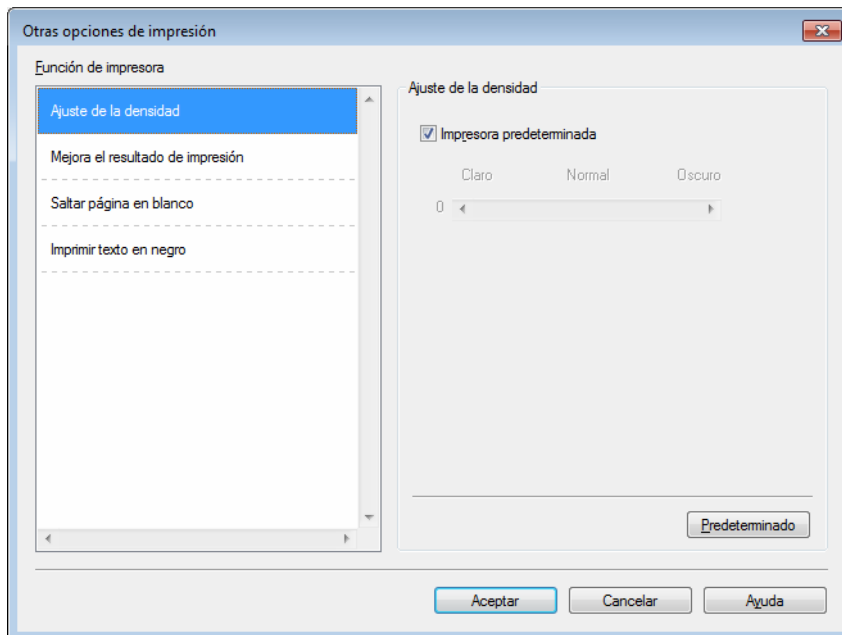 Otras opciones de impresión
Función de impresora
Ajuste de la densidad
Mejora el resultado de impresión
Saltar página en blanco
Imprimir texto en negro
Ajuste de la densidad
Impresora predeterminada
Claro Normal Oscuro
0
Predeterminado
Aceptar Cancelar Ayuda